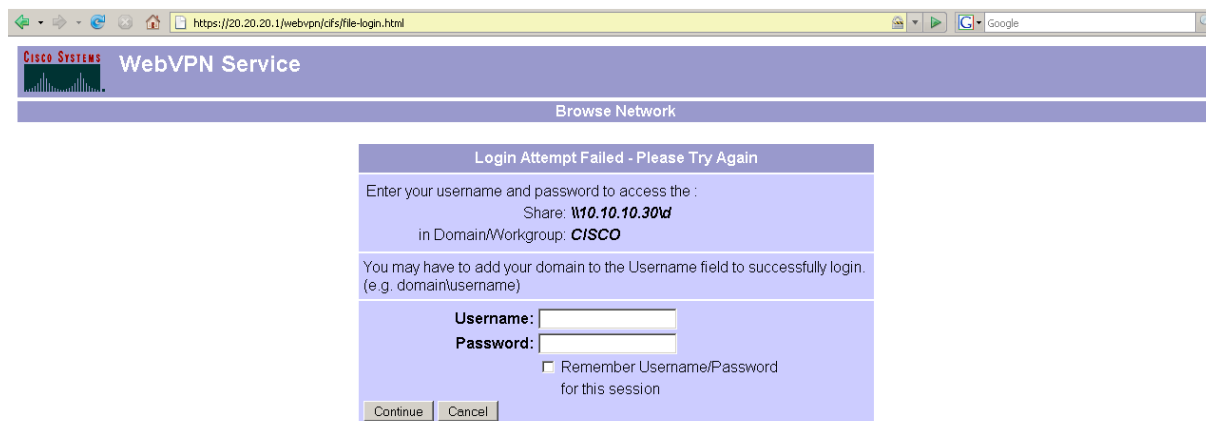 https://20.20.20.1/webvpn/cifs/file-login.html
G Google
CISCO SYSTEMS
WebVPN Service
Browse Network
Login Attempt Failed - Please Try Again
Enter your username and password to access the :
Share: \\10.10.10.30\d
in Domain/Workgroup: CISCO
You may have to add your domain to the Username field to successfully login.
(e.g. domain\username)
Username:
Password:
Remember Username/Password
for this session
Continue Cancel